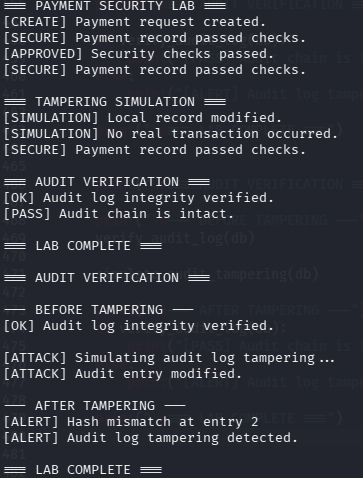 === PAYMENT SECURITY LAB ===
[CREATE] Payment request created.
[SECURE] Payment record passed checks.
[APPROVED] Security checks passed.
[SECURE] Payment record passed checks.
=== TAMPERING SIMULATION ===
[SIMULATION] Local record modified.
[SIMULATION] No real transaction occurred.
[SECURE] Payment record passed checks.
=== AUDIT VERIFICATION ===
[OK] Audit log integrity verified.
[PASS] Audit chain is intact.
=== LAB COMPLETE ===
=== AUDIT VERIFICATION ===
--- BEFORE TAMPERING ---
[OK] Audit log integrity verified.
[ATTACK] Simulating audit log tampering...
[ATTACK] Audit entry modified.
--- AFTER TAMPERING ---
[ALERT] Hash mismatch at entry 2
[ALERT] Audit log tampering detected.
=== LAB COMPLETE ===